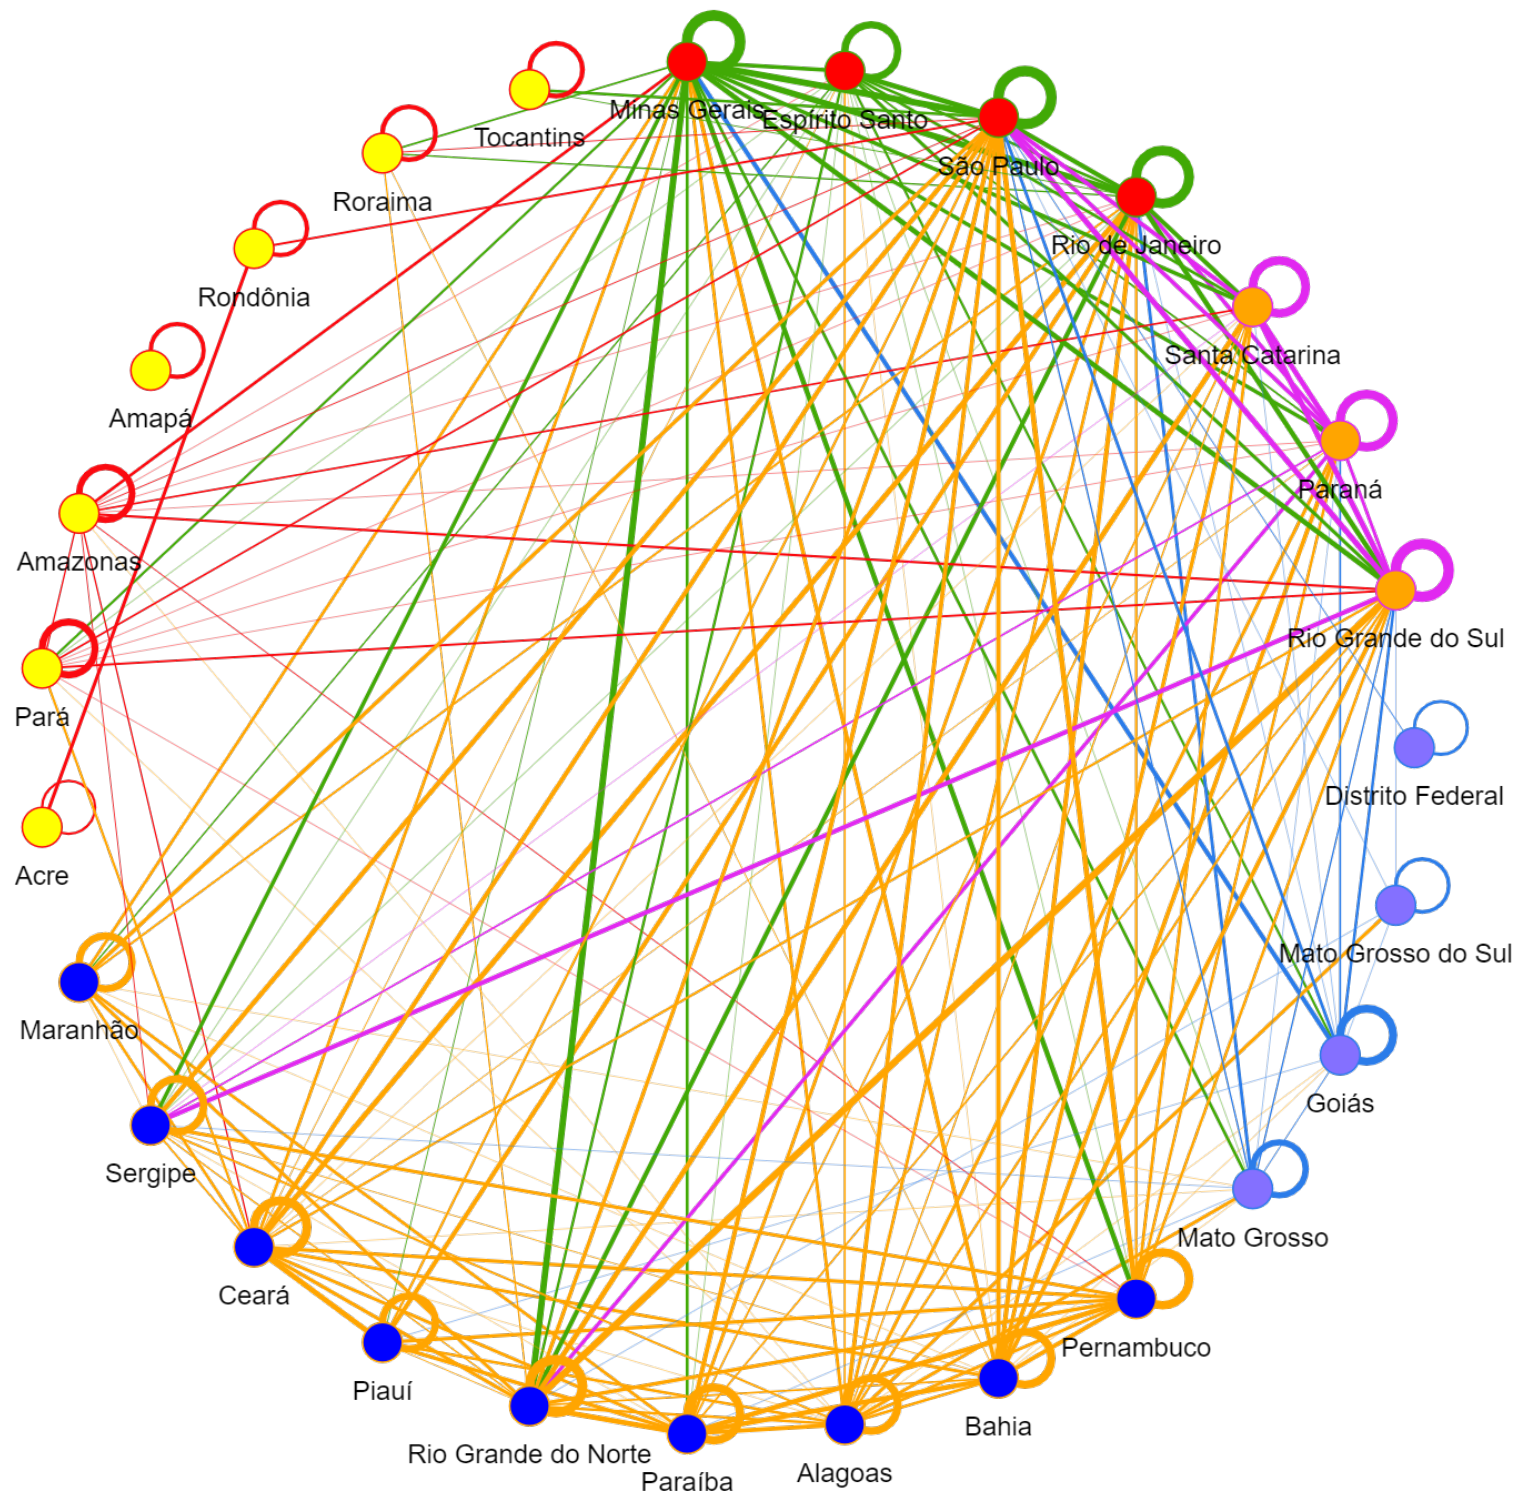 Minas Gerais
Espírito Santo
Tocantins
São Paulo
Roraima
Rio de Janeiro
Rondônia
Santa Catarina
Amapá
Paraná
Amazonas
Rio Grande do Sul
Pará
Distrito Federal
Acre
Mato Grosso do Sul
Maranhão
Goiás
Sergipe
Mato Grosso
Ceará
Pernambuco
Piauí
Bahia
Rio Grande do Norte
Alagoas
Paraíba